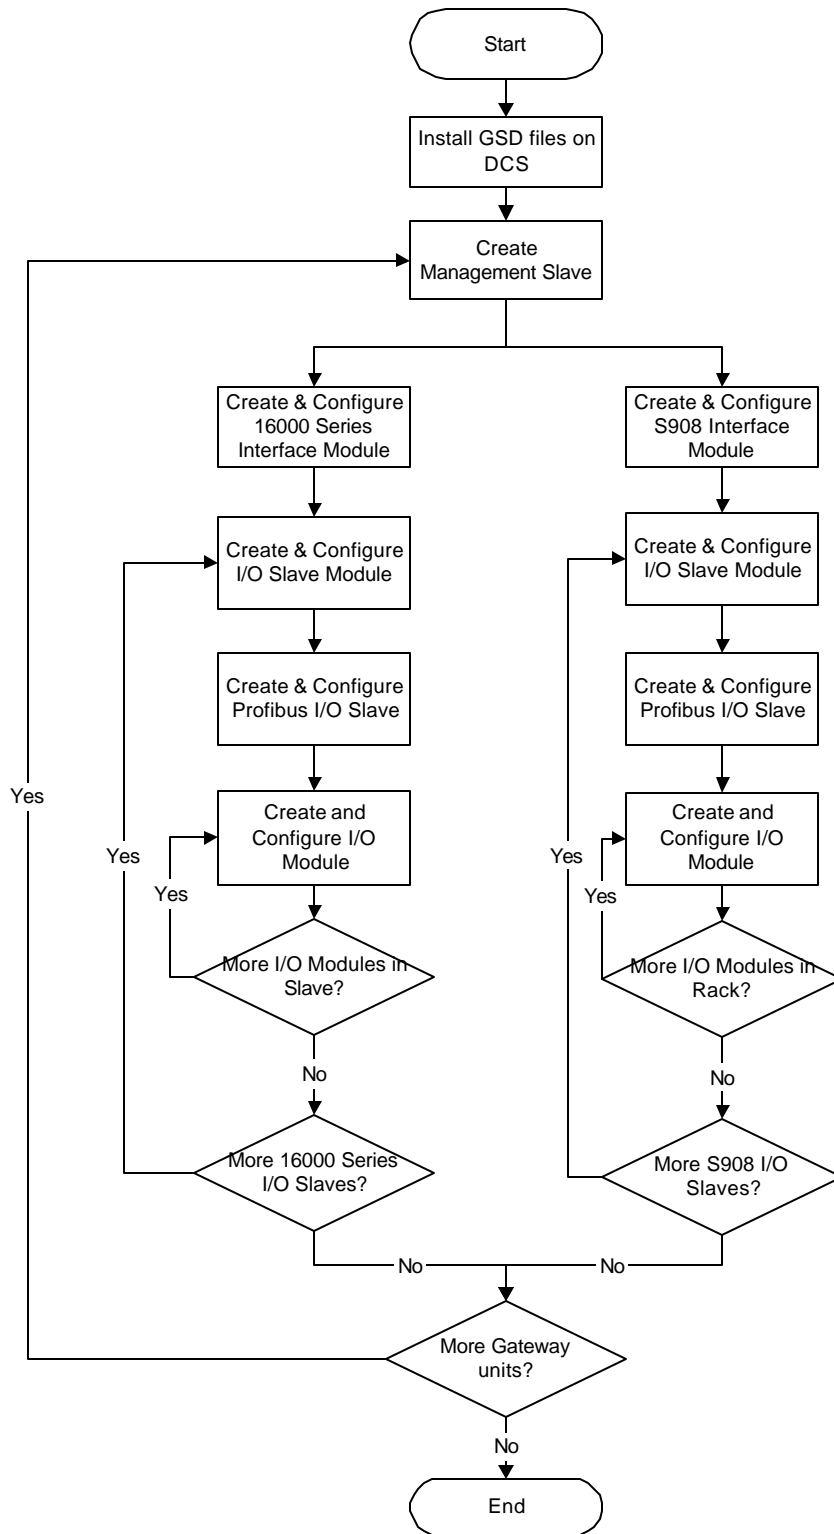 Start
Install GSD files on
DCS
Create
Management Slave
Create & Configure
16000 Series
Interface Module
Create & Configure
S908 Interface
Module
Create & Configure
I/O Slave Module
Create & Configure
I/O Slave Module
Create & Configure
Profibus I/O Slave
Create & Configure
Profibus I/O Slave
Yes
Create and
Configure I/O
Module
Create and
Configure I/O
Module
Yes
Yes
Yes
Yes
More I/O Modules in
Slave?
More I/O Modules in
Rack?
No
No
More 16000 Series
I/O Slaves?
More S908 I/O
Slaves?
No
No
More Gateway
units?
No
End